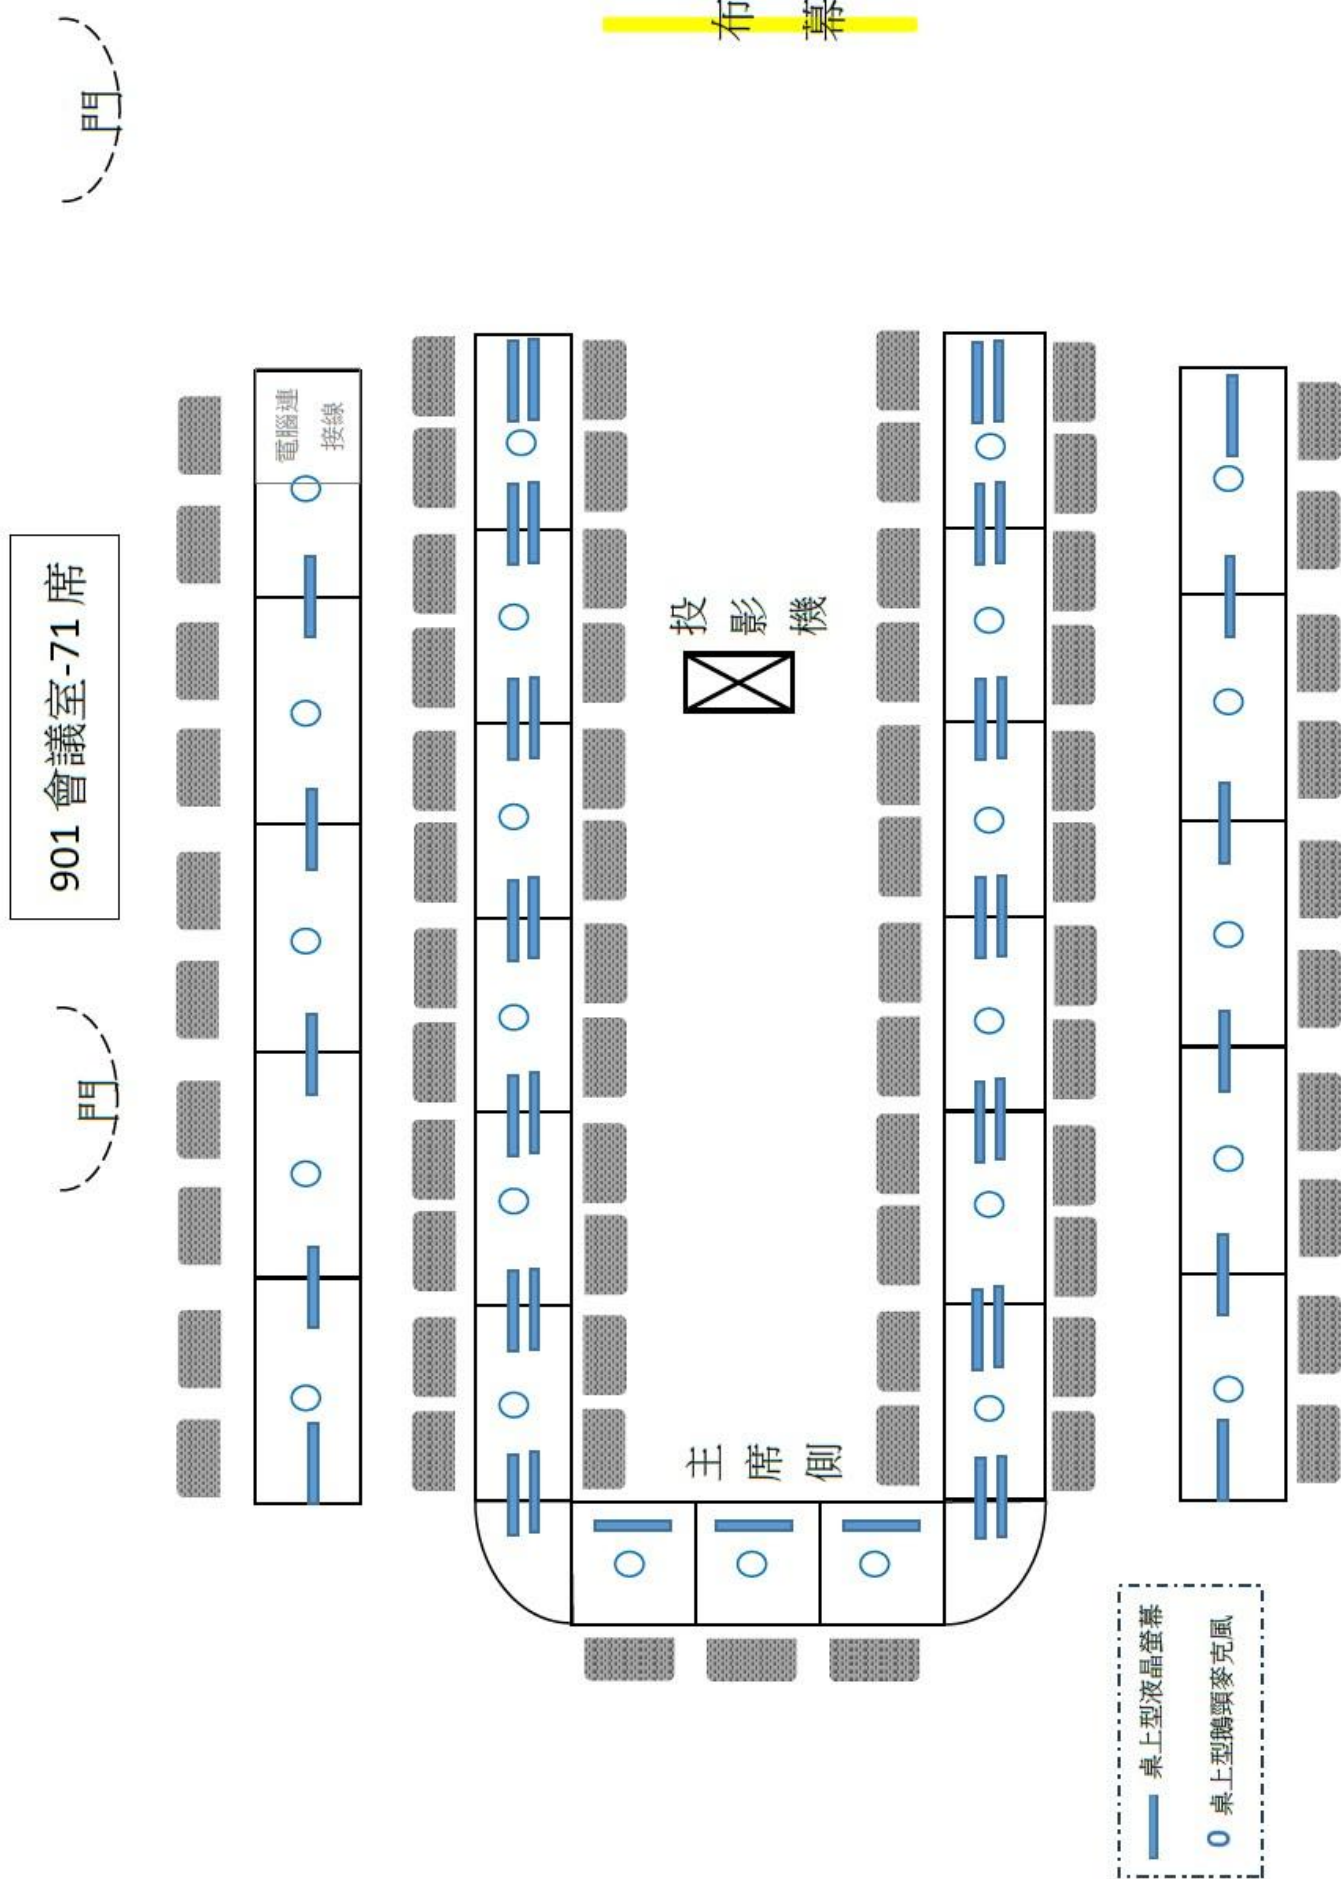 901 會議室-71 席
門
門
布幕
電腦連
接線
投影機
主席側
桌上型液晶螢幕
桌上型鵝頸麥克風